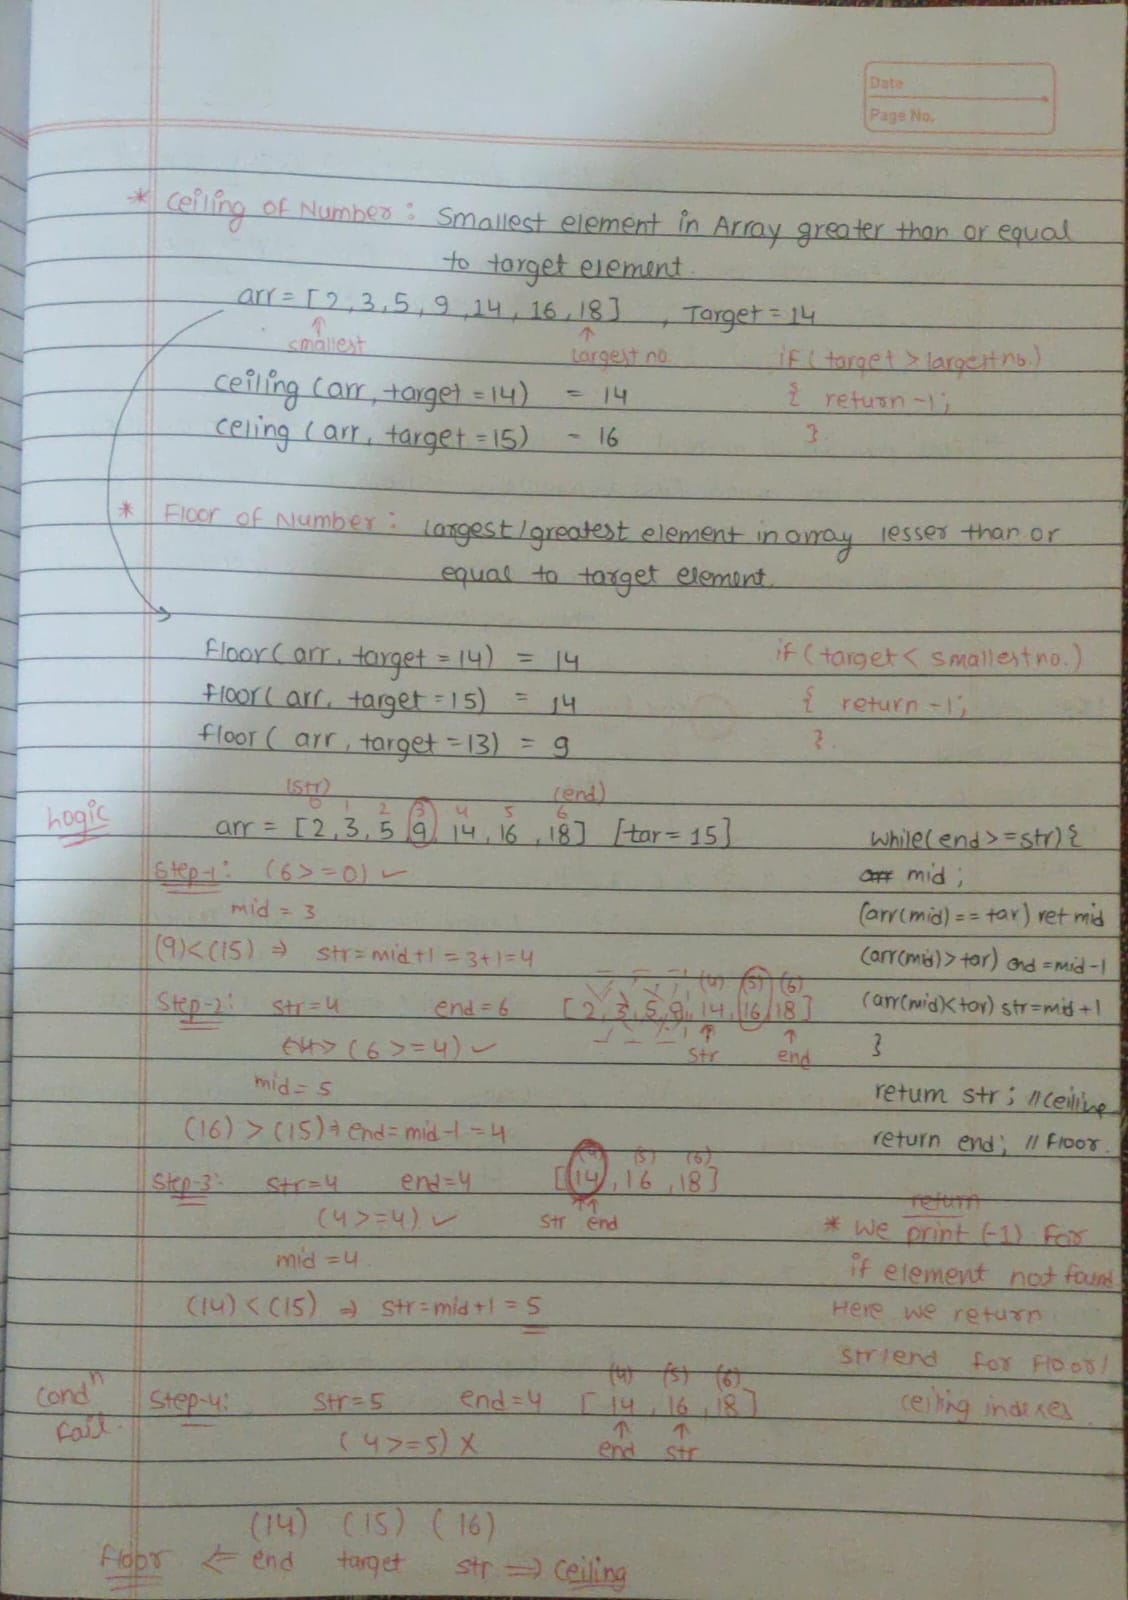 Date
Page No.
* Ceiling of Number: Smallest element in Array greater than or equal
to target element.
arr = [2,3,5,9,14,16,18] , Target = 14
↑ ↑
smallest Largest no. if (target > largest no.)
ceiling (arr, target = 14) = 14 { return -1;
celing (arr, target = 15) - 16 }
* Floor of Number: Largest/greatest element in array lesser than or
equal to target element.
Floor (arr, target = 14) = 14 if (target < smallest no.)
floor (arr, target = 15) = 14 { return -1;
floor (arr, target = 13) = 9 }
(str) (end)
0 1 2 3 4 5 6
Logic arr = [2,3,5,9,14,16,18] [tar = 15] while(end >= str) {
Step-1: (6 >= 0) ✓ arr mid ;
mid = 3 (arr(mid) == tar) ret mid
(9) < (15) ⇒ str = mid+1 = 3+1 = 4 (arr(mid) > tar) end = mid-1
(4) (5) (6)
Step-2: str = 4 end = 6 [2,3,5,9,14,16,18] (arr(mid) < tar) str = mid+1
(4> (6 >= 4) ✓ ↑ str ↑ end }
mid = 5 return str; //ceiling
(16) > (15) ⇒ end = mid-1 = 4 return end; // Floor.
(4) (5) (6)
Step-3: str = 4 end = 4 [14,16,18]
(4 >= 4) ✓ ↑ str ↑ end return
* We print (-1) For
mid = 4 if element not found
(14) < (15) ⇒ str = mid+1 = 5 Here we return
str/end for Floor/
(4) (5) (6)
Condⁿ Step-4: str = 5 end = 4 [14,16,18] ceiling indexes
Fail. (4 >= 5) X ↑ end ↑ str
(14) (15) (16)
Floor ⇐ end target str ⇒ Ceiling